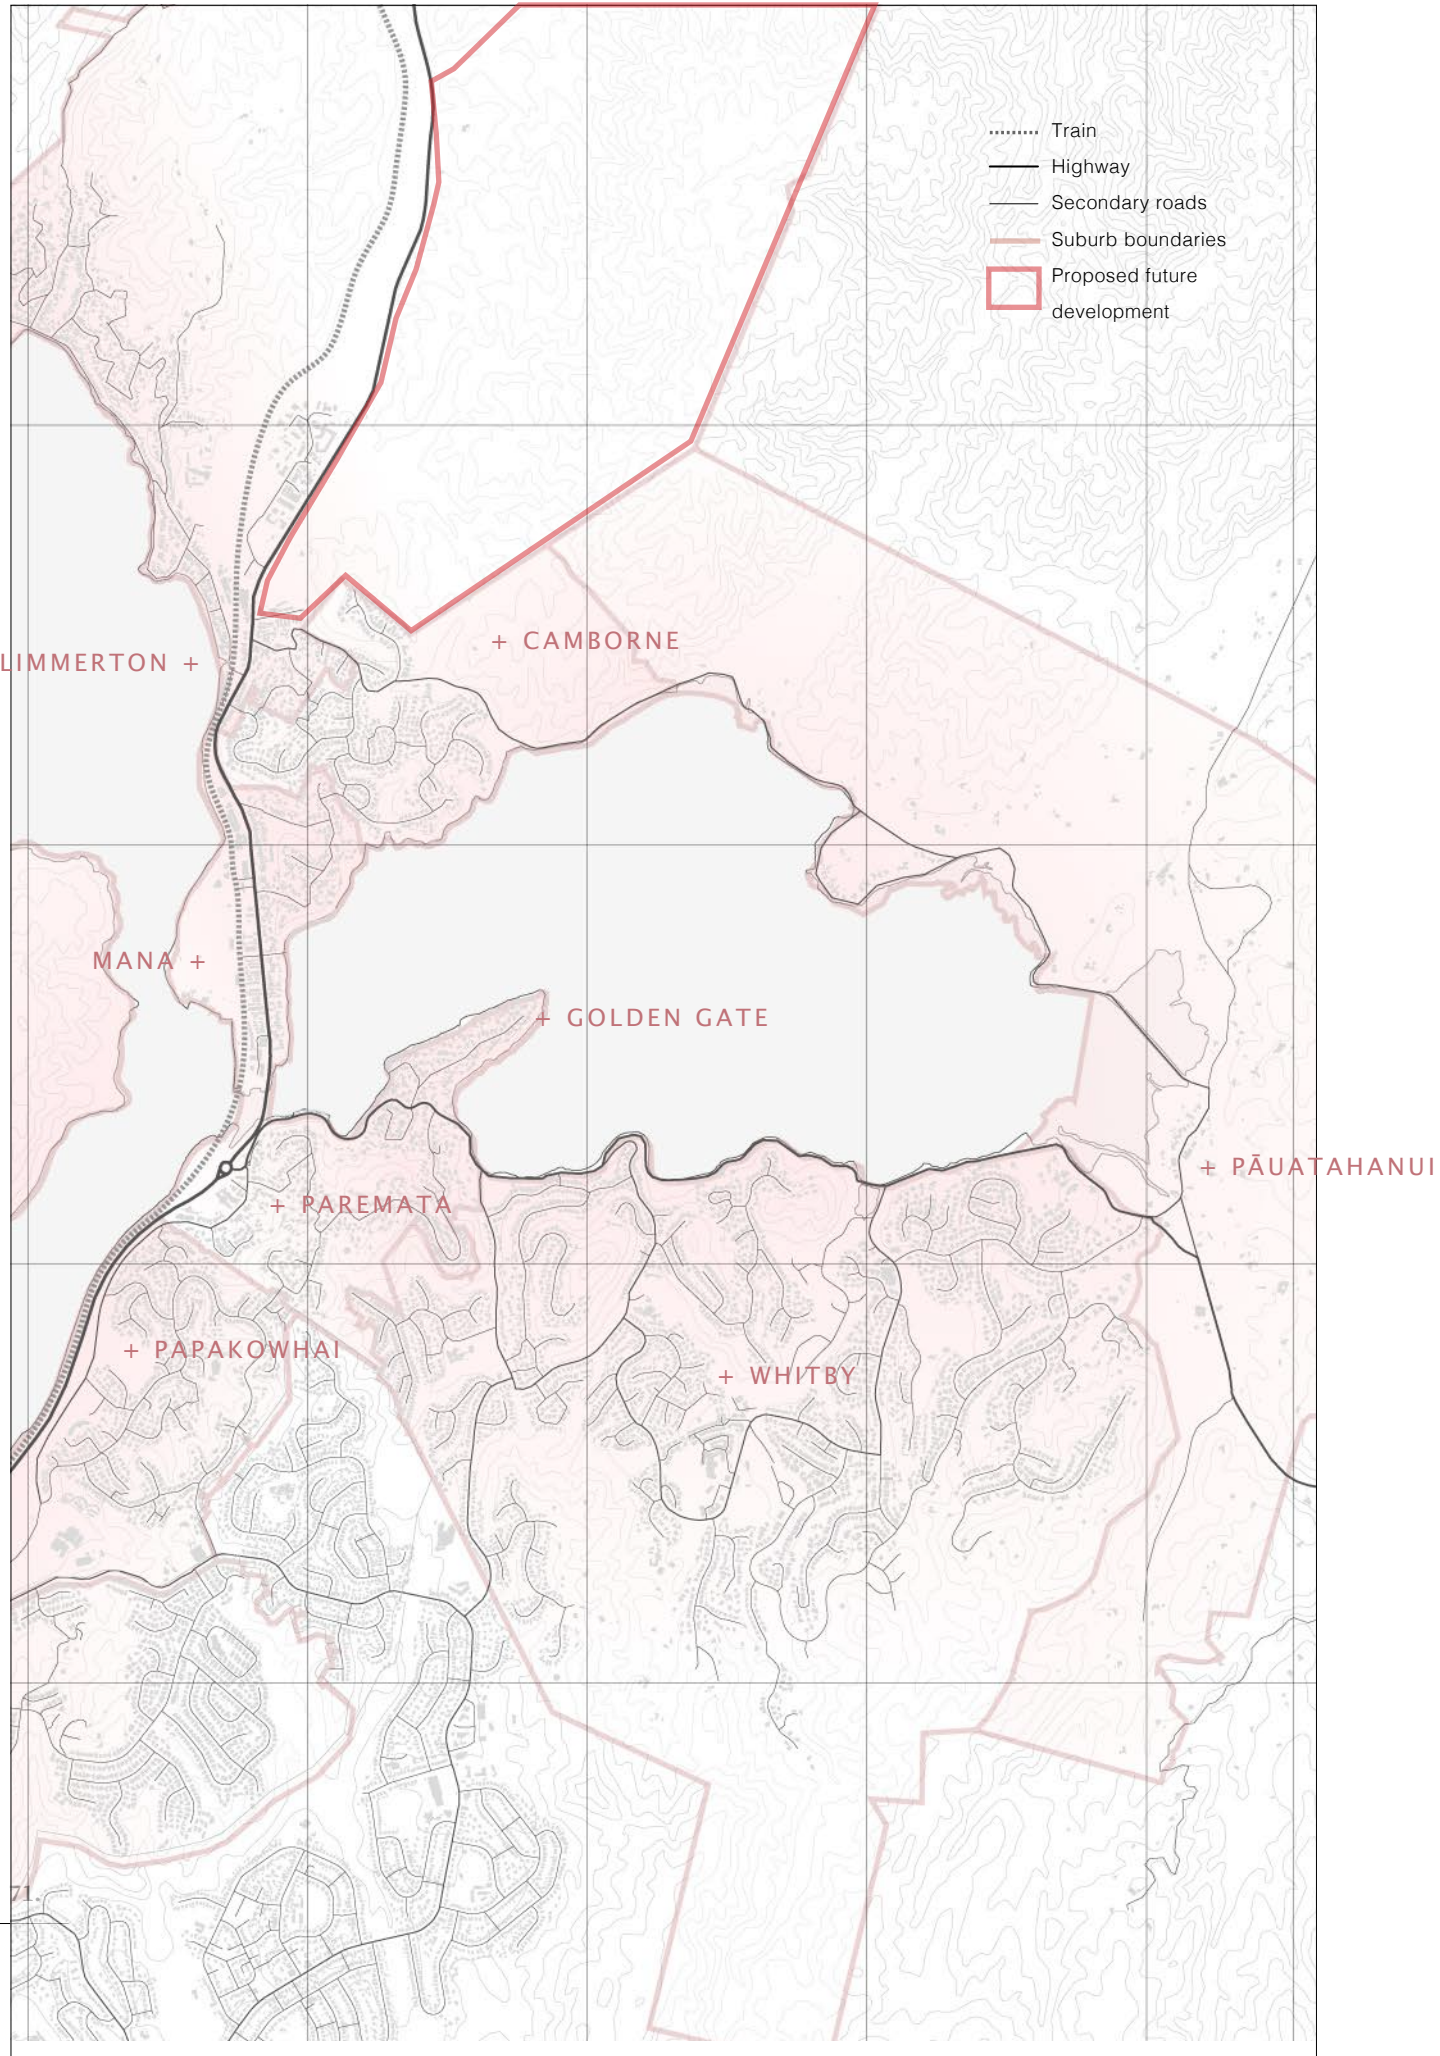 Train
Highway
Secondary roads
Suburb boundaries
Proposed future
development
+ CAMBORNE
LIMMERTON +
MANA +
+ GOLDEN GATE
+ PĀUATAHANUI
+ PAREMATA
+ PAPAKOWHAI
+ WHITBY
71.